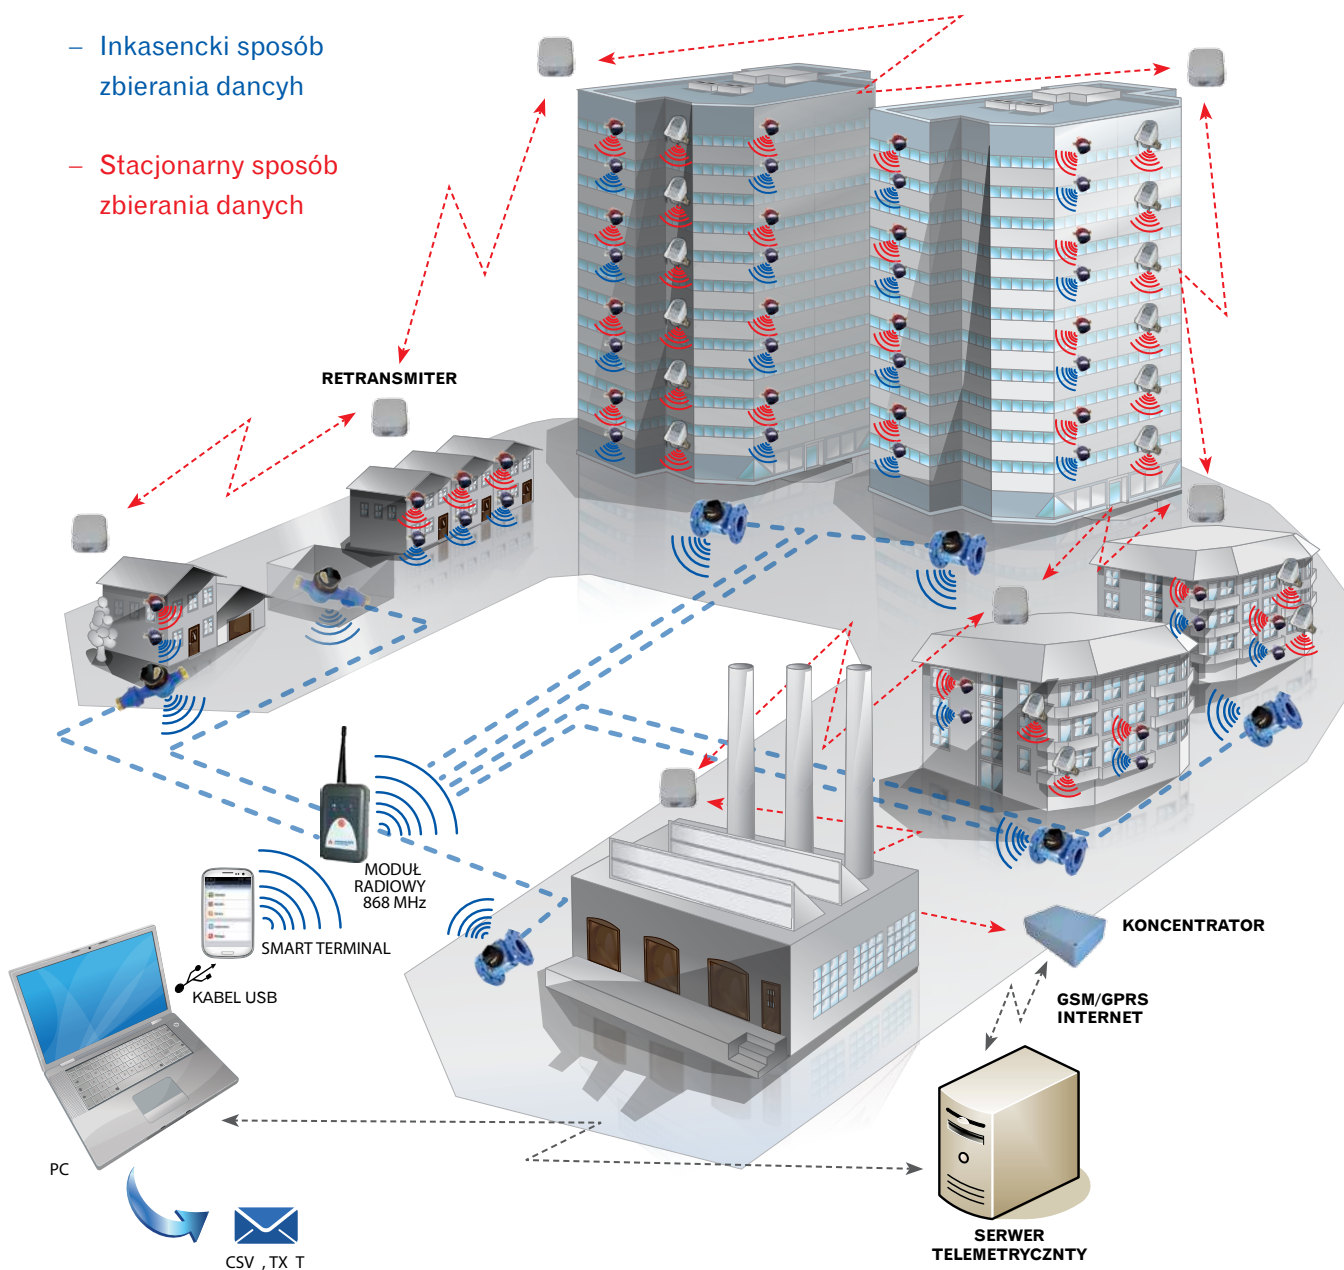 – Inkasencki sposób
zbierania dancyh
– Stacjonarny sposób
zbierania danych
RETRANSMITER
MODUŁ
RADIOWY
868 MHz
SMART TERMINAL
KABEL USB
KONCENTRATOR
GSM/GPRS
INTERNET
PC
SERWER
TELEMETRYCZNTY
CSV , TX T